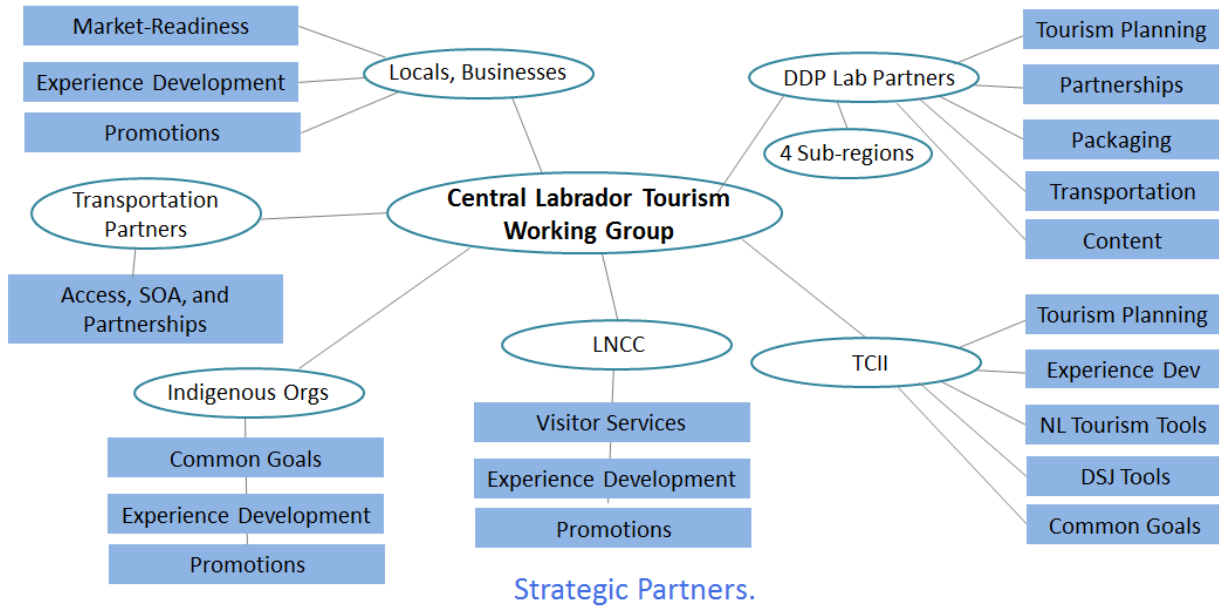 Market-Readiness
Experience Development
Promotions
Locals, Businesses
DDP Lab Partners
4 Sub-regions
Tourism Planning
Partnerships
Packaging
Transportation
Content
Transportation
Partners
Access, SOA, and
Partnerships
Central Labrador Tourism
Working Group
Indigenous Orgs
Common Goals
Experience Development
Promotions
LNCC
Visitor Services
Experience Development
Promotions
TCII
Tourism Planning
Experience Dev
NL Tourism Tools
DSJ Tools
Common Goals
Strategic Partners.